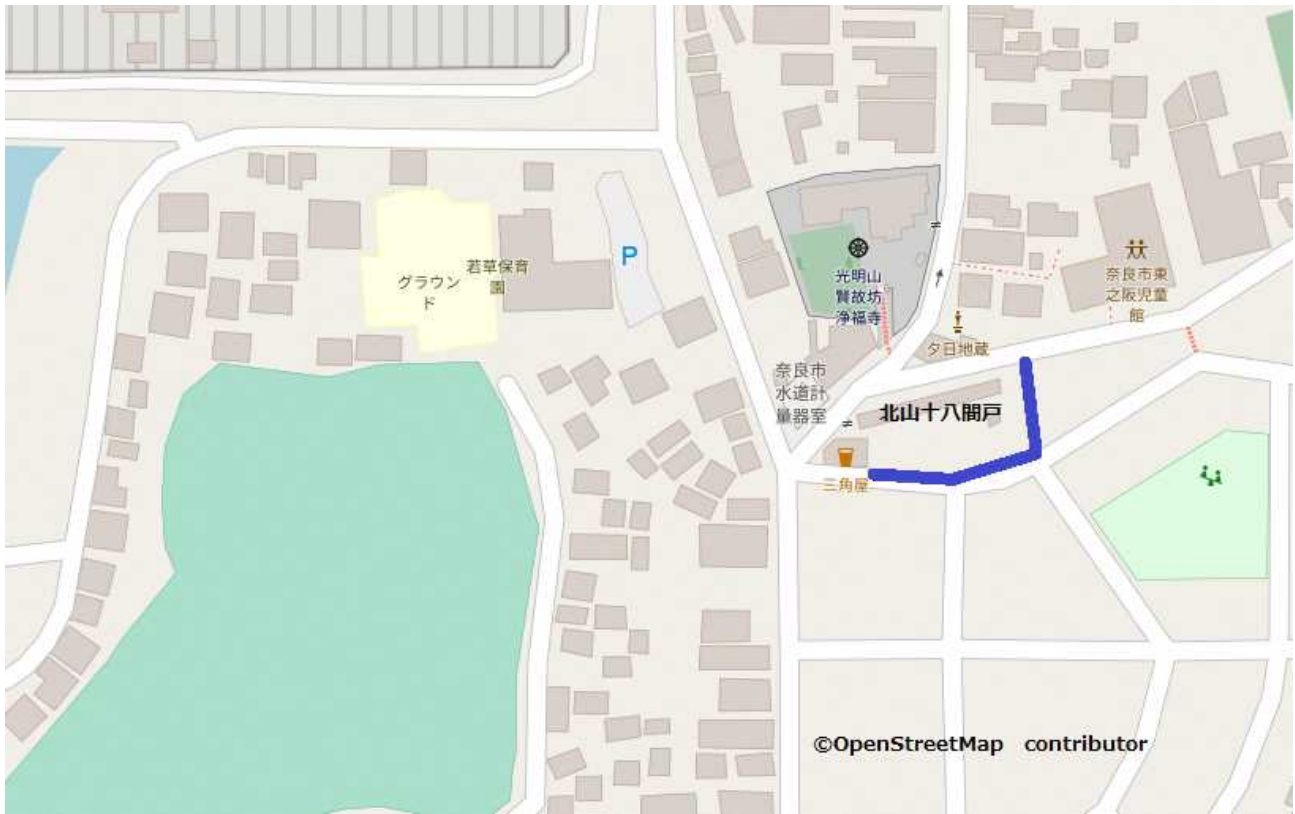 P
若草保育
園
グラウン
ド
光明山
賢故坊
浄福寺
奈良市東
之阪児童
館
夕日地蔵
奈良市
水道計
量器室
北山十八間戸
三角屋
©OpenStreetMap contributor